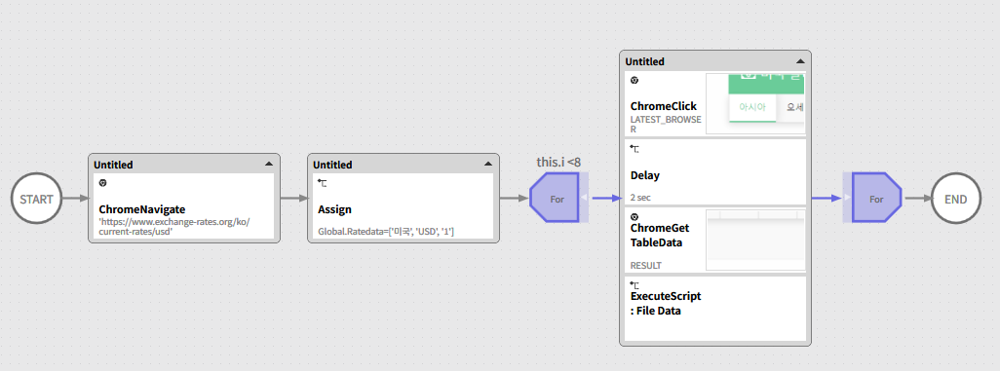 START
Untitled
ChromeNavigate
'https://www.exchange-rates.org/ko/
current-rates/usd'
Untitled
Assign
Global.Ratedata=['미국', 'USD', '1']
this.i <8
For
Untitled
ChromeClick
LATEST_BROWSE
R
아시아
오세
Delay
2 sec
ChromeGet
TableData
RESULT
ExecuteScript
: File Data
For
END